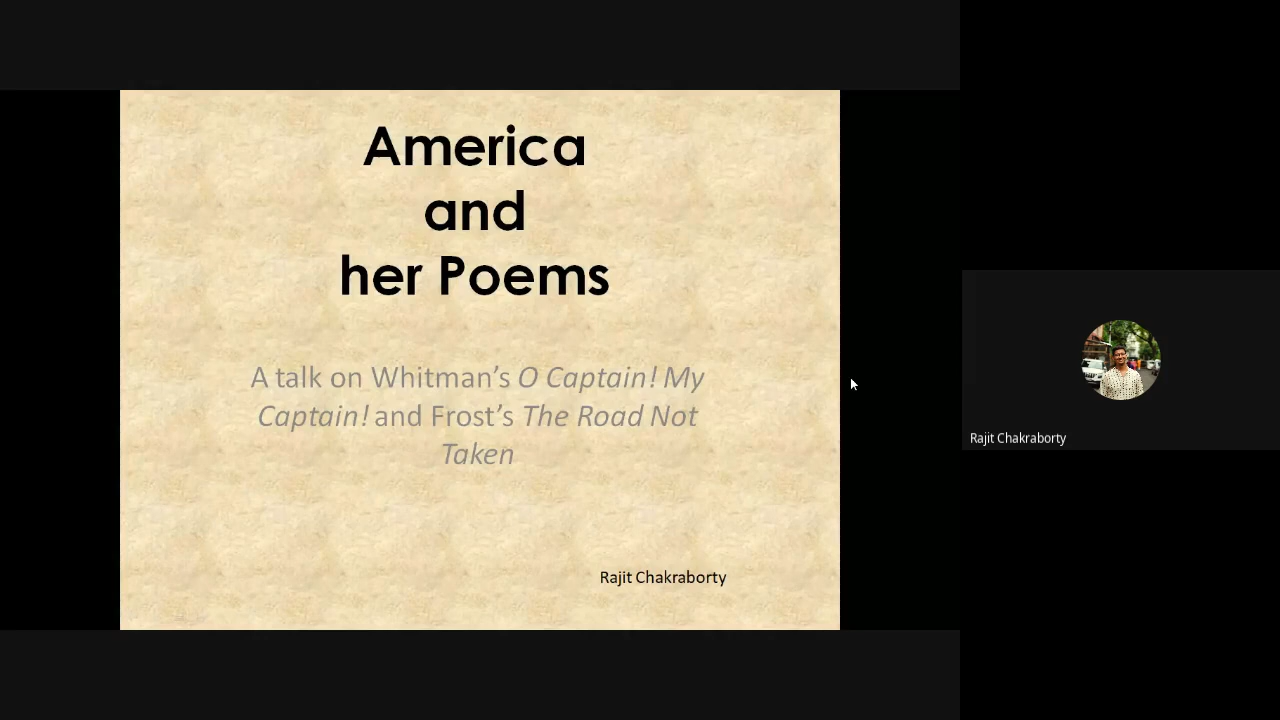 America
and
her Poems
A talk on Whitman's O Captain! My
Captain! and Frost's The Road Not
Taken
Rajit Chakraborty
Rajit Chakraborty